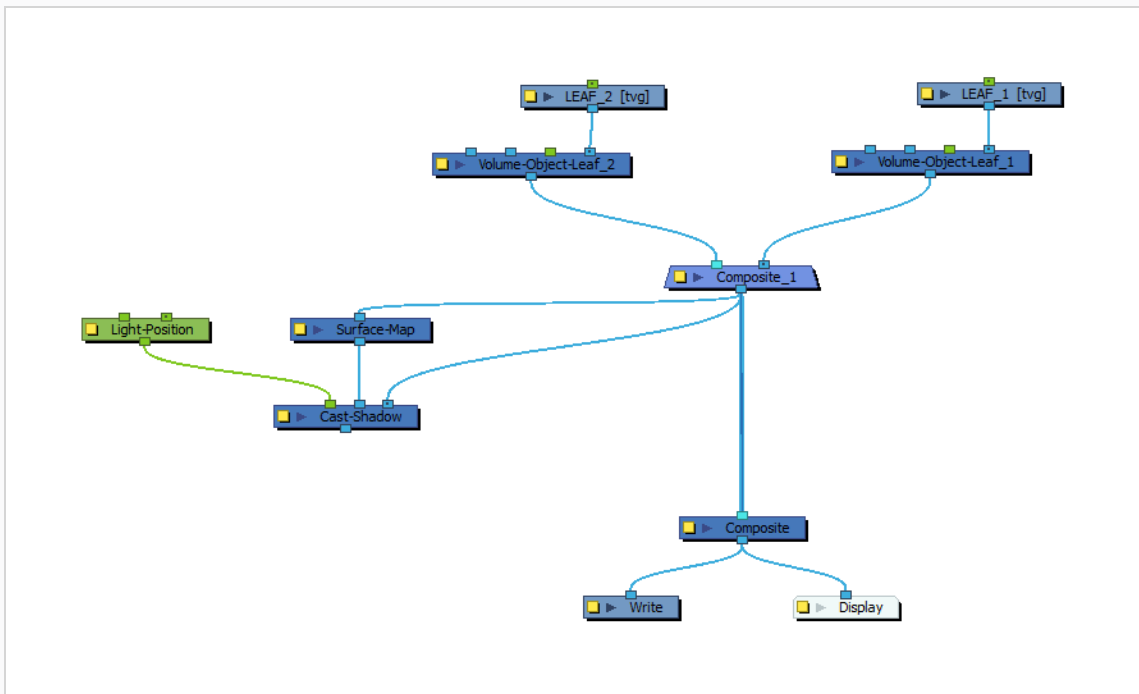 LEAF_2 [tvg]
LEAF_1 [tvg]
Volume-Object-Leaf_2
Volume-Object-Leaf_1
Composite_1
Light-Position
Surface-Map
Cast-Shadow
Composite
Write
Display